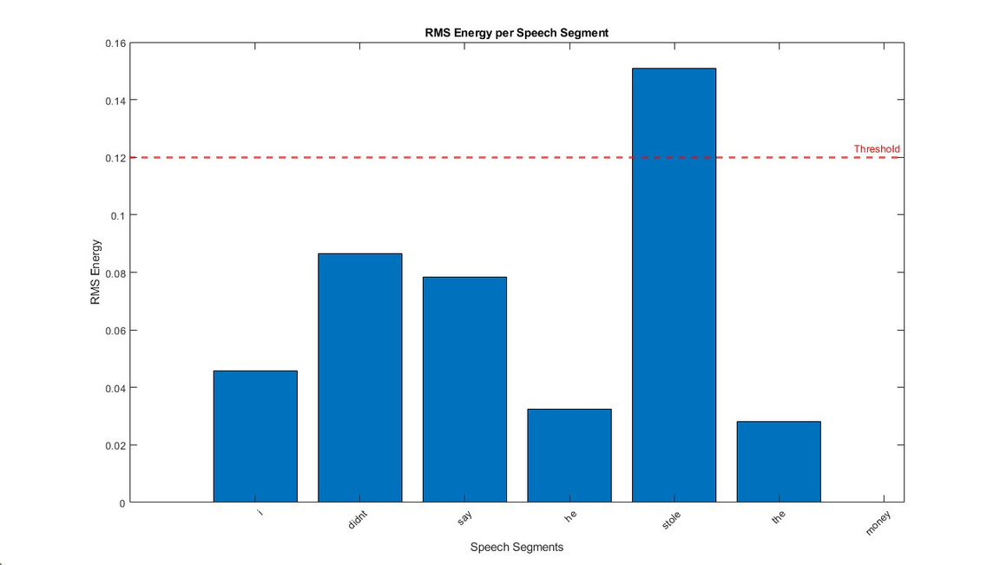 RMS Energy per Speech Segment
0.16
0.14
0.12
0.1
0.08
0.06
0.04
0.02
0
Threshold
RMS Energy
i
didnt
say
he
stole
the
money
Speech Segments